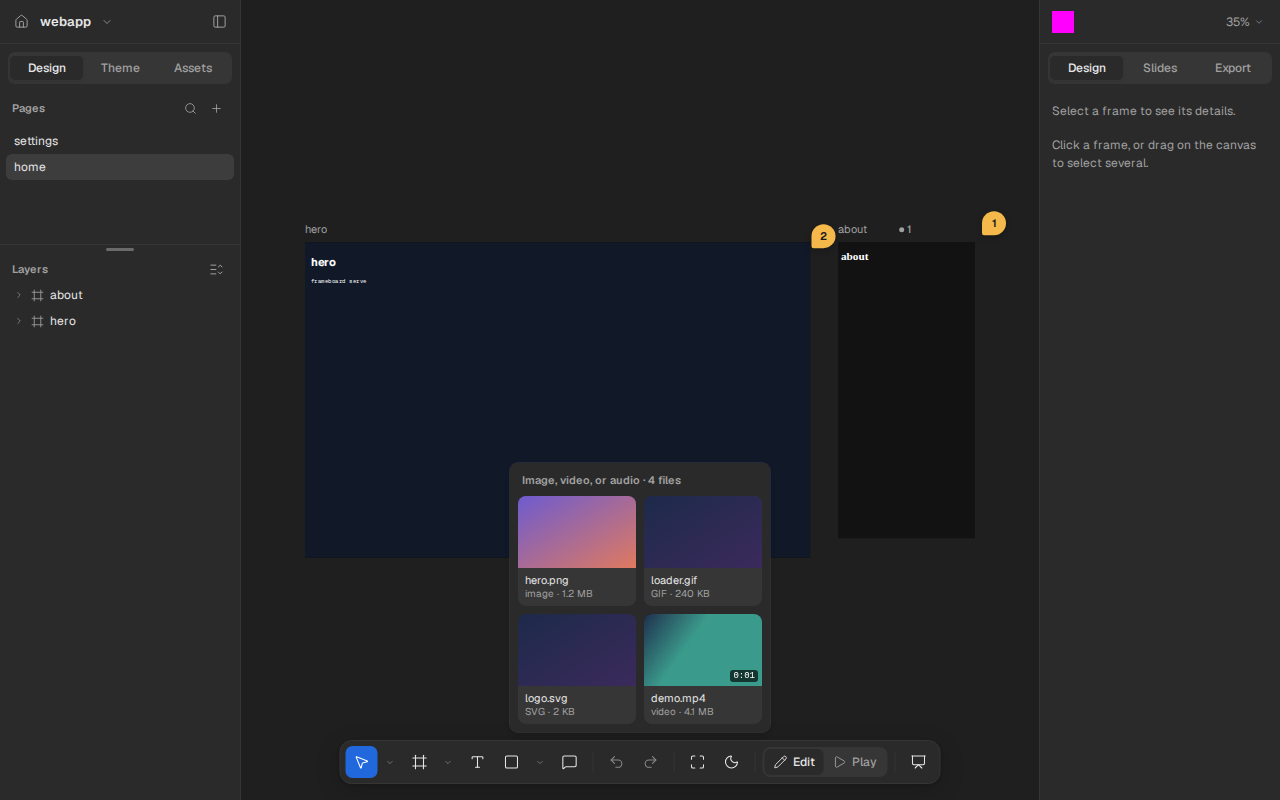 webapp
Design
Theme
Assets
Pages
settings
home
Layers
about
hero
hero
2
about
1
1
hero
frameboard serve
about
Image, video, or audio · 4 files
hero.png
image · 1.2 MB
loader.gif
GIF · 240 KB
logo.svg
SVG · 2 KB
0:01
demo.mp4
video · 4.1 MB
Edit
Play
35%
Design
Slides
Export
Select a frame to see its details.
Click a frame, or drag on the canvas
to select several.